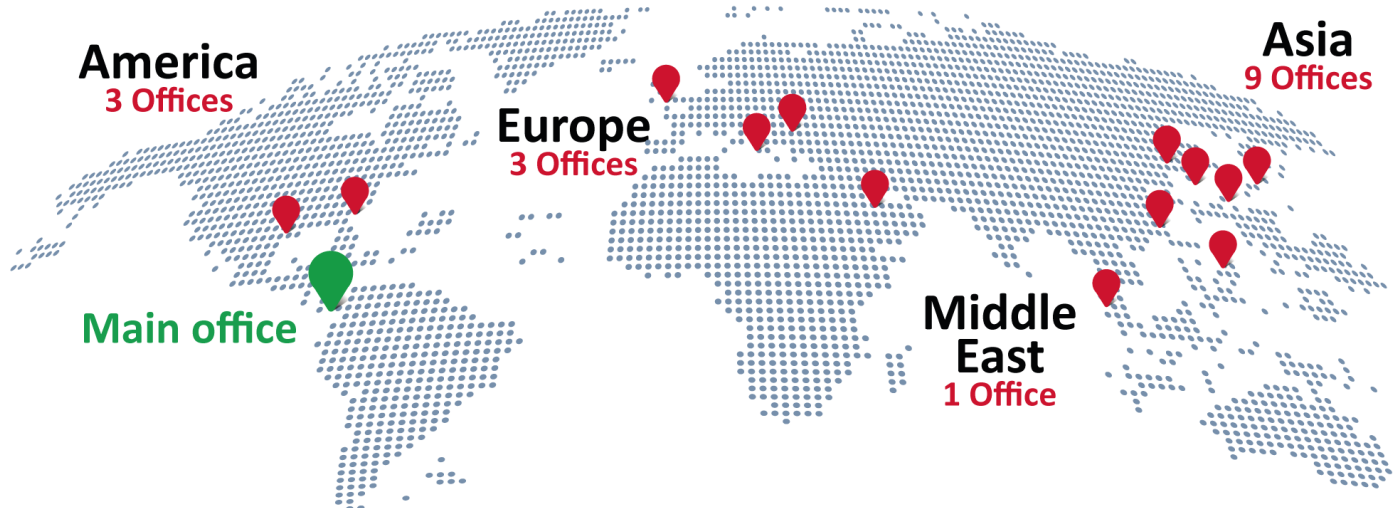 America
3 Offices
Europe
3 Offices
Asia
9 Offices
Main office
Middle
East
1 Office